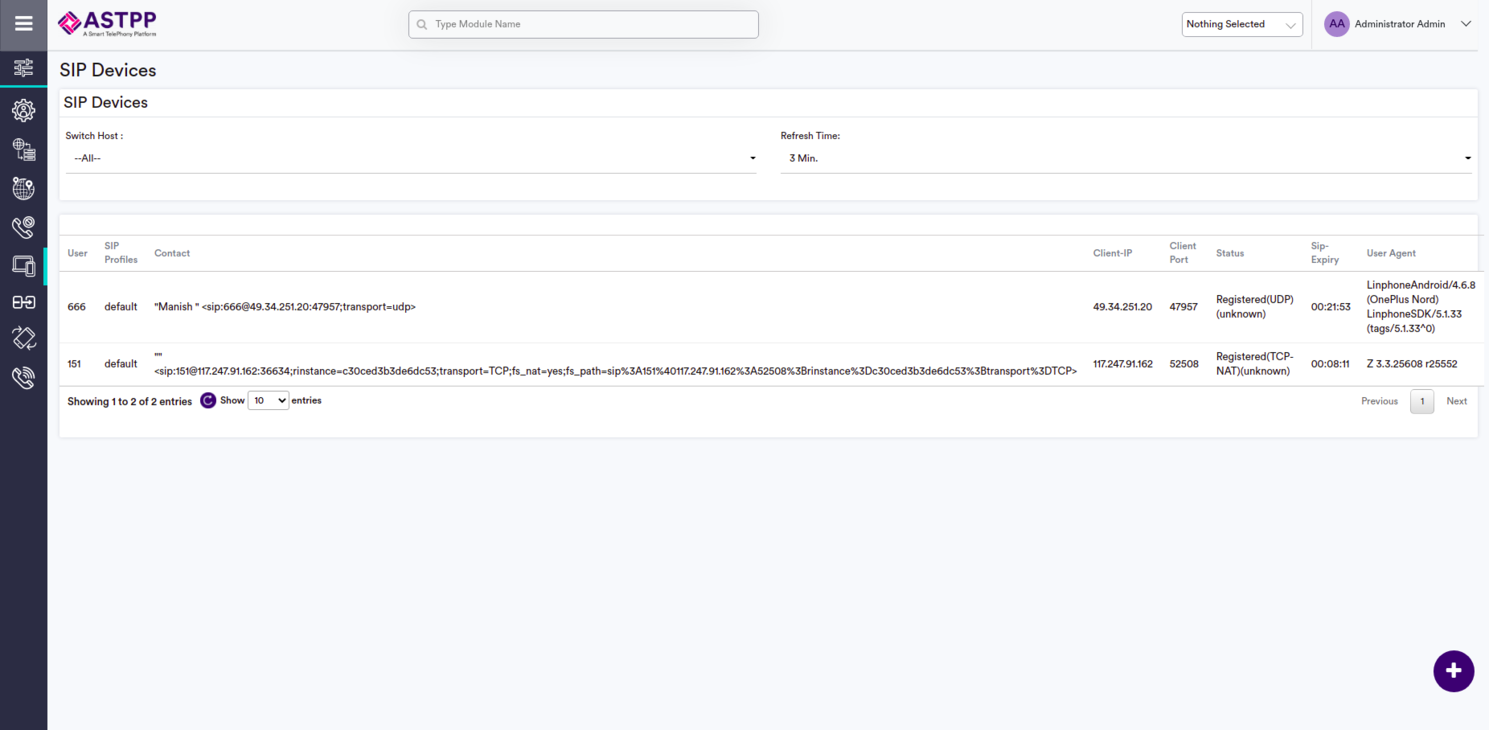 ASTPP
A Smart TelePhony Platform
Type Module Name
Nothing Selected
AA
Administrator Admin
SIP Devices
SIP Devices
Switch Host :
Refresh Time:
--All--
3 Min.
User
SIP
Profiles
Contact
Client-IP
Client
Port
Status
Sip-
Expiry
User Agent
666
default
"Manish " <sip:666@49.34.251.20:47957;transport=udp>
49.34.251.20
47957
Registered(UDP)
(unknown)
00:21:53
LinphoneAndroid/4.6.8
(OnePlus Nord)
LinphoneSDK/5.1.33
(tags/5.1.33^0)
151
default
""
<sip:151@117.247.91.162:36634;rinstance=c30ced3b3de6dc53;transport=TCP;fs_nat=yes;fs_path=sip%3A151%40117.247.91.162%3A52508%3Brinstance%3Dc30ced3b3de6dc53%3Btransport%3DTCP>
117.247.91.162
52508
Registered(TCP-
NAT)(unknown)
00:08:11
Z 3.3.25608 r25552
Showing 1 to 2 of 2 entries
Show 10 entries
Previous 1 Next